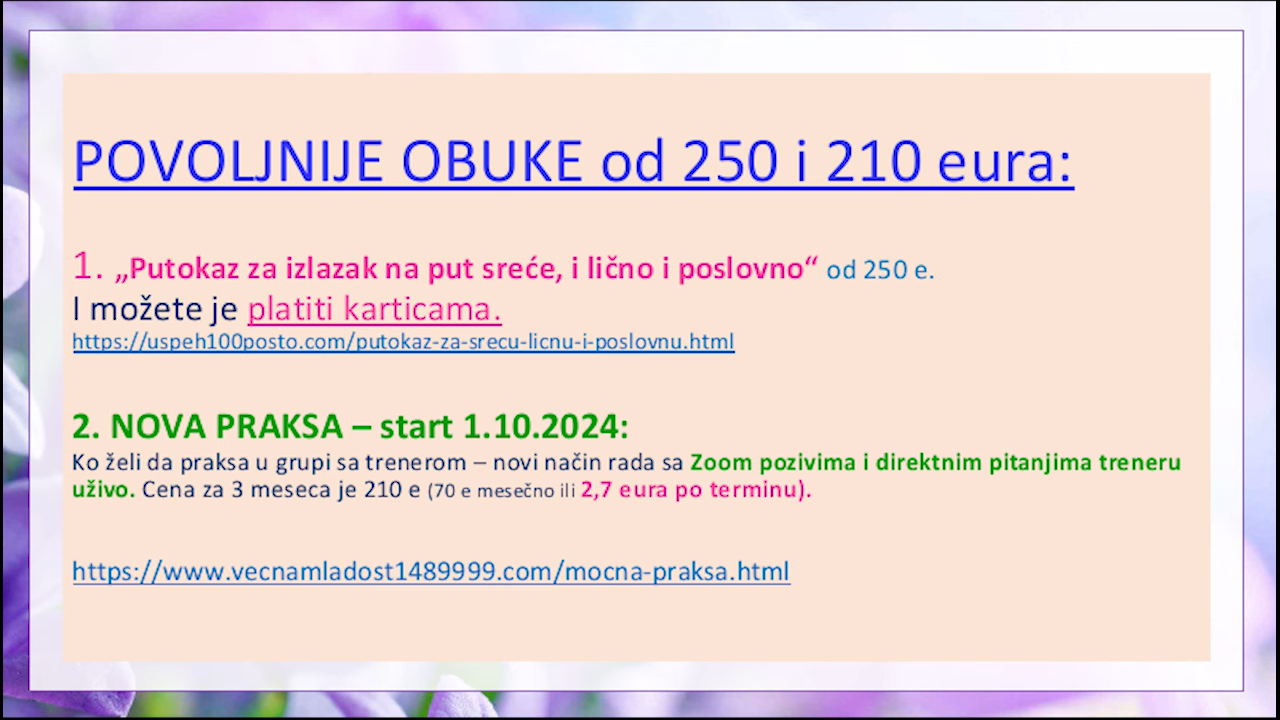 POVOLJNIJE OBUKE od 250 i 210 eura:
1. „Putokaz za izlazak na put sreće, i lično i poslovno“ od 250 e.
I možete je platiti karticama.
https://uspeh100posto.com/putokaz-za-srecu-licnu-i-poslovnu.html
2. NOVA PRAKSA – start 1.10.2024:
Ko želi da praksa u grupi sa trenerom – novi način rada sa Zoom pozivima i direktnim pitanjima treneru
uživo. Cena za 3 meseca je 210 e (70 e mesečno ili 2,7 eura po terminu).
https://www.vecnamladost1489999.com/mocna-praksa.html